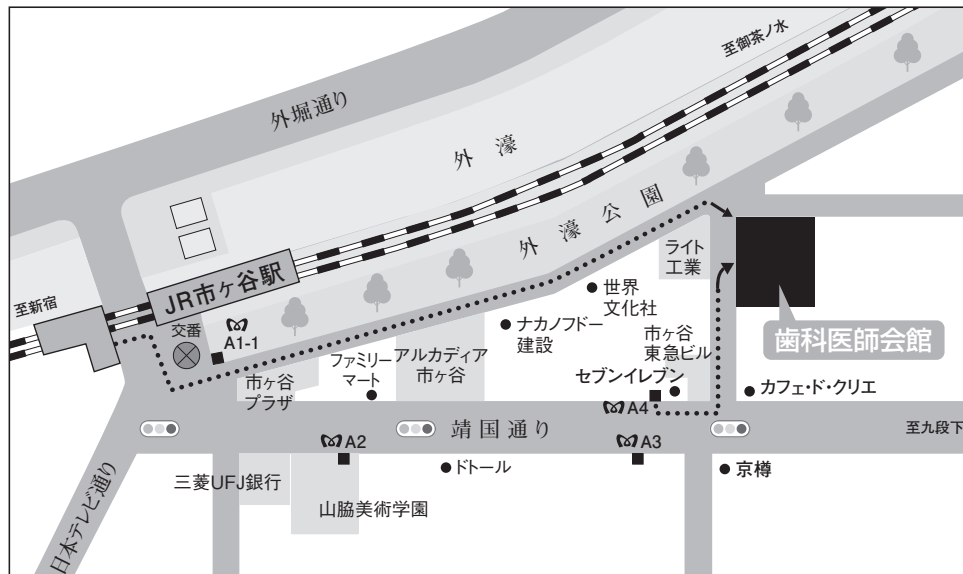 至御茶ノ水
外堀通り
外濠
外濠公園
JR市ヶ谷駅
至新宿
交番
A1-1
ライト
工業
世界
文化社
ナカノフドー
建設
市ヶ谷
東急ビル
歯科医師会館
ファミリー
マート
アルカディア
市ヶ谷
市ヶ谷
プラザ
セブンイレブン
カフェ・ド・クリエ
A4
靖国通り
至九段下
A2
A3
ドトール
京樽
三菱UFJ銀行
山脇美術学園
日本テレビ通り